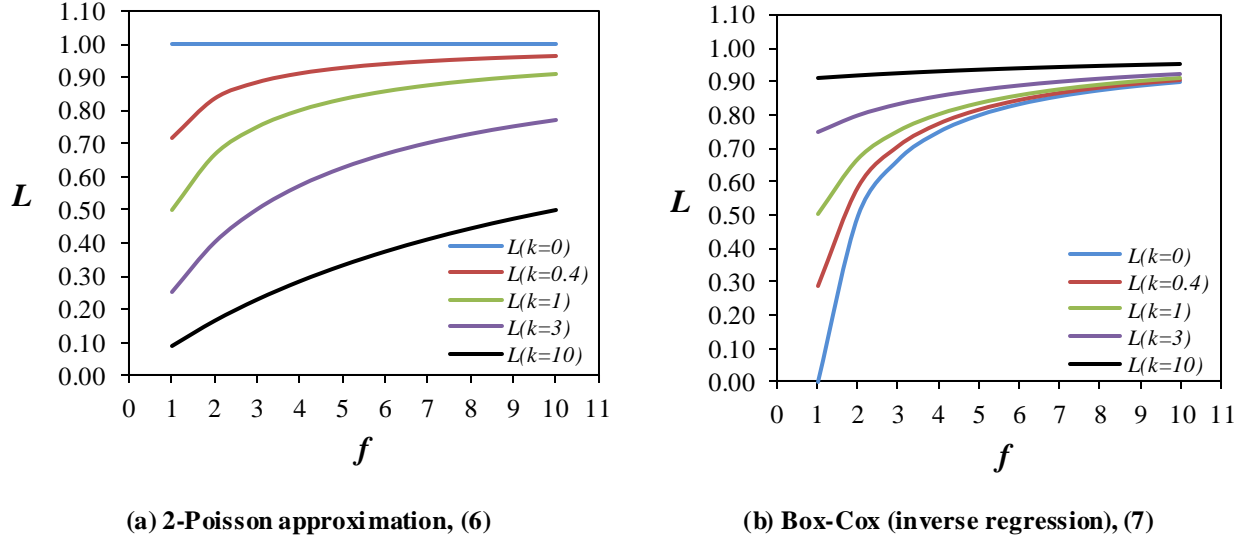 1.10
1.00
0.90
0.80
0.70
0.60
0.50
0.40
0.30
0.20
0.10
0.00
L
L(k=0)
L(k=0.4)
L(k=1)
L(k=3)
L(k=10)
0 1 2 3 4 5 6 7 8 9 10 11
f
(a) 2-Poisson approximation, (6)
1.10
1.00
0.90
0.80
0.70
0.60
0.50
0.40
0.30
0.20
0.10
0.00
L
L(k=0)
L(k=0.4)
L(k=1)
L(k=3)
L(k=10)
0 1 2 3 4 5 6 7 8 9 10 11
f
(b) Box-Cox (inverse regression), (7)